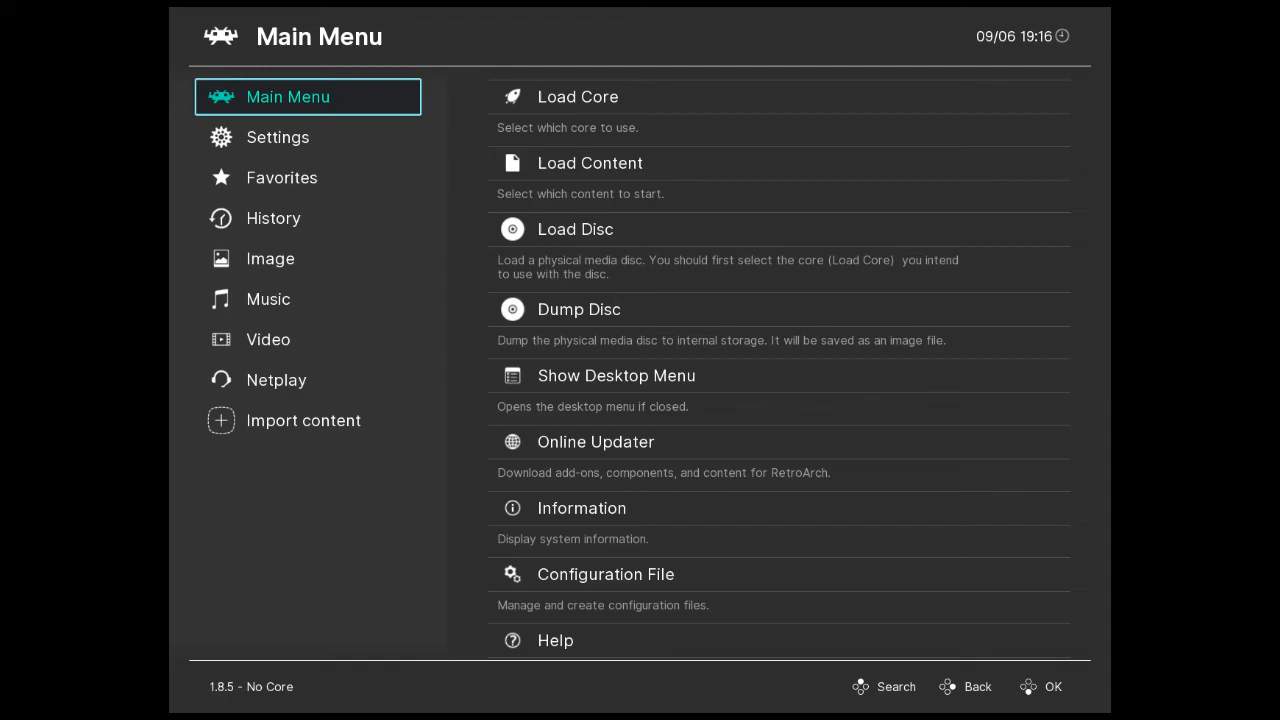 Main Menu
09/06 19:16
Main Menu
Settings
Favorites
History
Image
Music
Video
Netplay
Import content
Load Core
Select which core to use.
Load Content
Select which content to start.
Load Disc
Load a physical media disc. You should first select the core (Load Core) you intend
to use with the disc.
Dump Disc
Dump the physical media disc to internal storage. It will be saved as an image file.
Show Desktop Menu
Opens the desktop menu if closed.
Online Updater
Download add-ons, components, and content for RetroArch.
Information
Display system information.
Configuration File
Manage and create configuration files.
Help
1.8.5 - No Core
Search
Back
OK